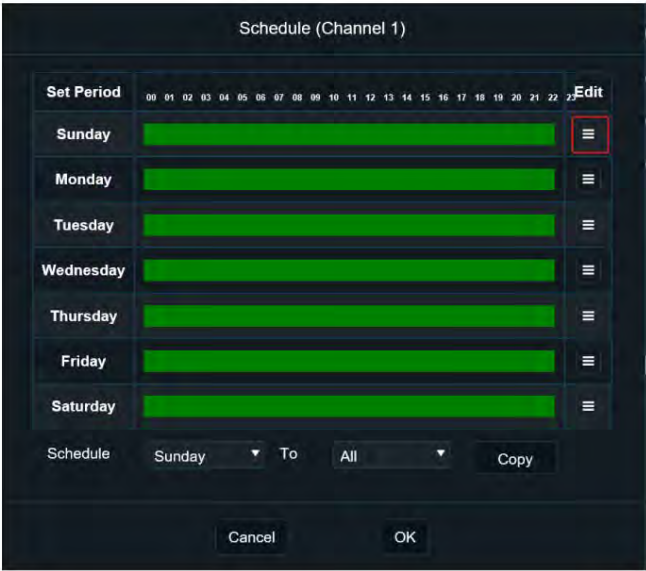 Schedule (Channel 1)
Set Period 00 01 02 03 04 05 06 07 08 09 10 11 12 13 14 15 16 17 18 19 20 21 22 23 Edit
Sunday
Monday
Tuesday
Wednesday
Thursday
Friday
Saturday
Schedule Sunday To All Copy
Cancel OK